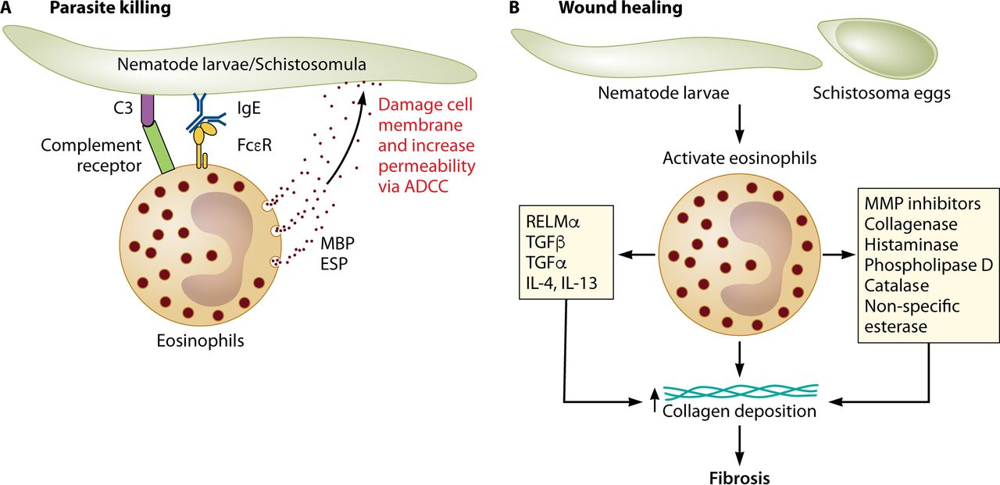 A Parasite killing
Nematode larvae/Schistosomula
C3
IgE
Complement
receptor
FcεR
Damage cell
membrane
and increase
permeability
via ADCC
MBP
ESP
Eosinophils
B Wound healing
Nematode larvae
Schistosoma eggs
Activate eosinophils
RELMα
TGFβ
TGFα
IL-4, IL-13
MMP inhibitors
Collagenase
Histaminase
Phospholipase D
Catalase
Non-specific
esterase
Collagen deposition
Fibrosis